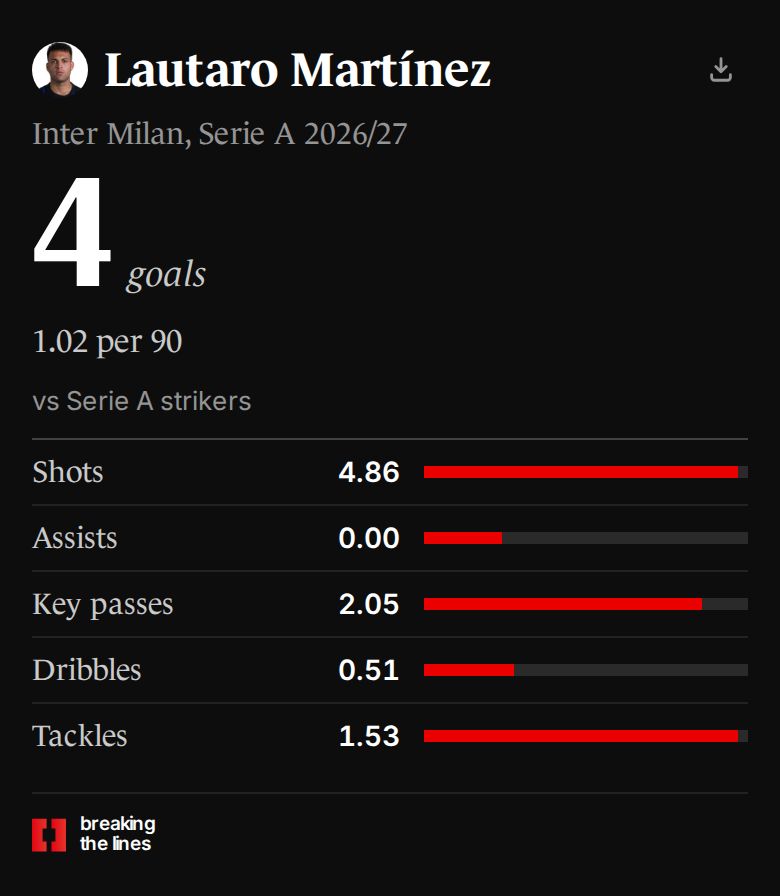 Lautaro Martínez
Inter Milan, Serie A 2026/27
4 goals
1.02 per 90
vs Serie A strikers
Shots 4.86
Assists 0.00
Key passes 2.05
Dribbles 0.51
Tackles 1.53
breaking
the lines